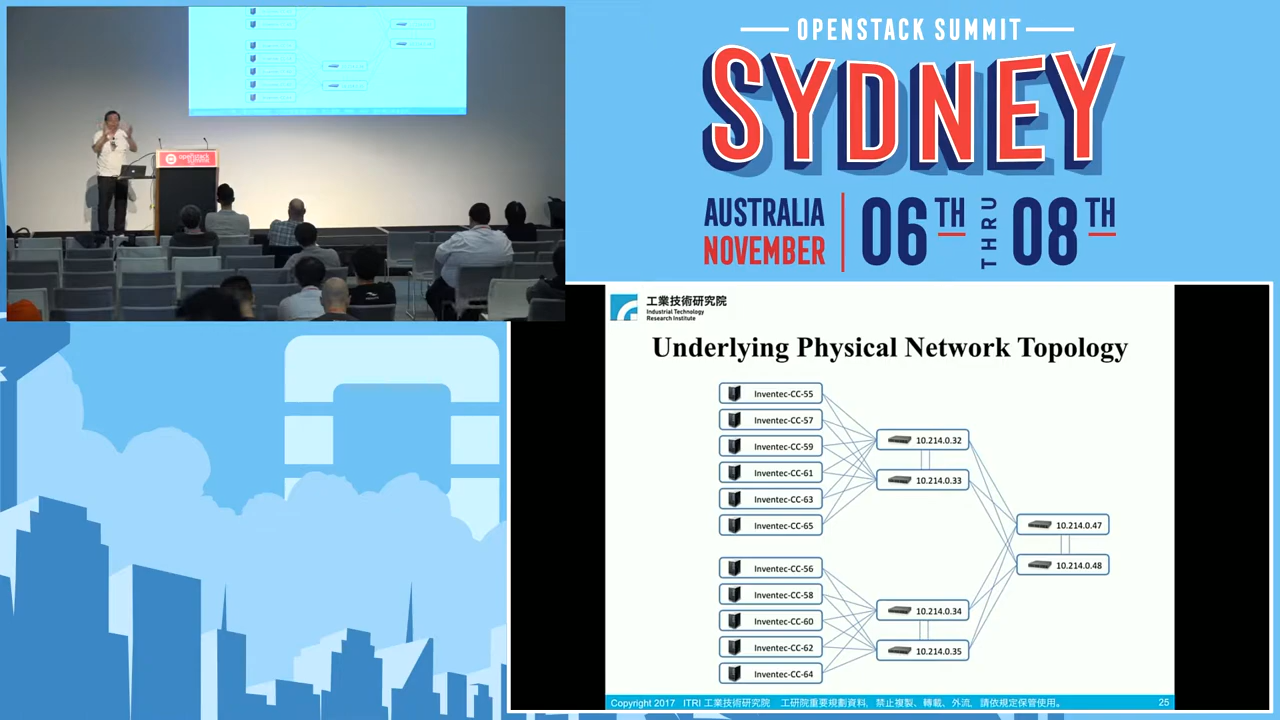 OPENSTACK SUMMIT
SYDNEY
AUSTRALIA
NOVEMBER
06TH THRU 08TH
openstack
summit
工業技術研究院
Industrial Technology
Research Institute
Underlying Physical Network Topology
Inventec-CC-55
Inventec-CC-57
Inventec-CC-59
Inventec-CC-61
Inventec-CC-63
Inventec-CC-65
10.214.0.32
10.214.0.33
10.214.0.47
10.214.0.48
Inventec-CC-56
Inventec-CC-58
Inventec-CC-60
Inventec-CC-62
Inventec-CC-64
10.214.0.34
10.214.0.35
Copyright 2017 ITRI 工業技術研究院 工研院重要規劃資料, 禁止複製、轉載、外流, 請依規定保管使用。 25